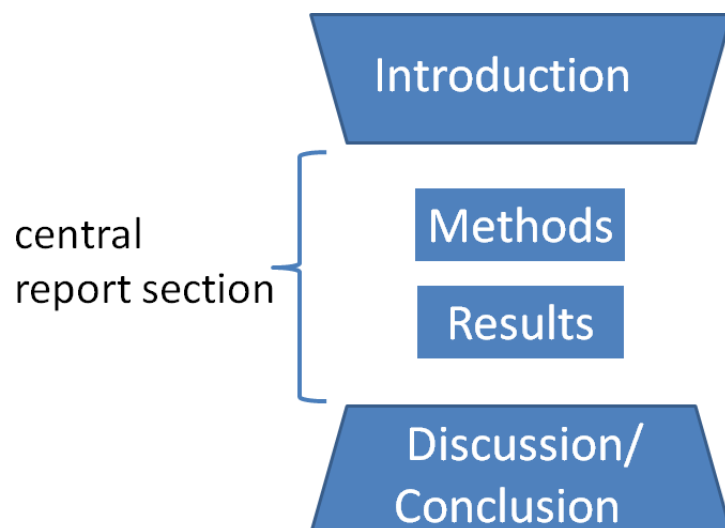 Introduction
central
report section
Methods
Results
Discussion/
Conclusion